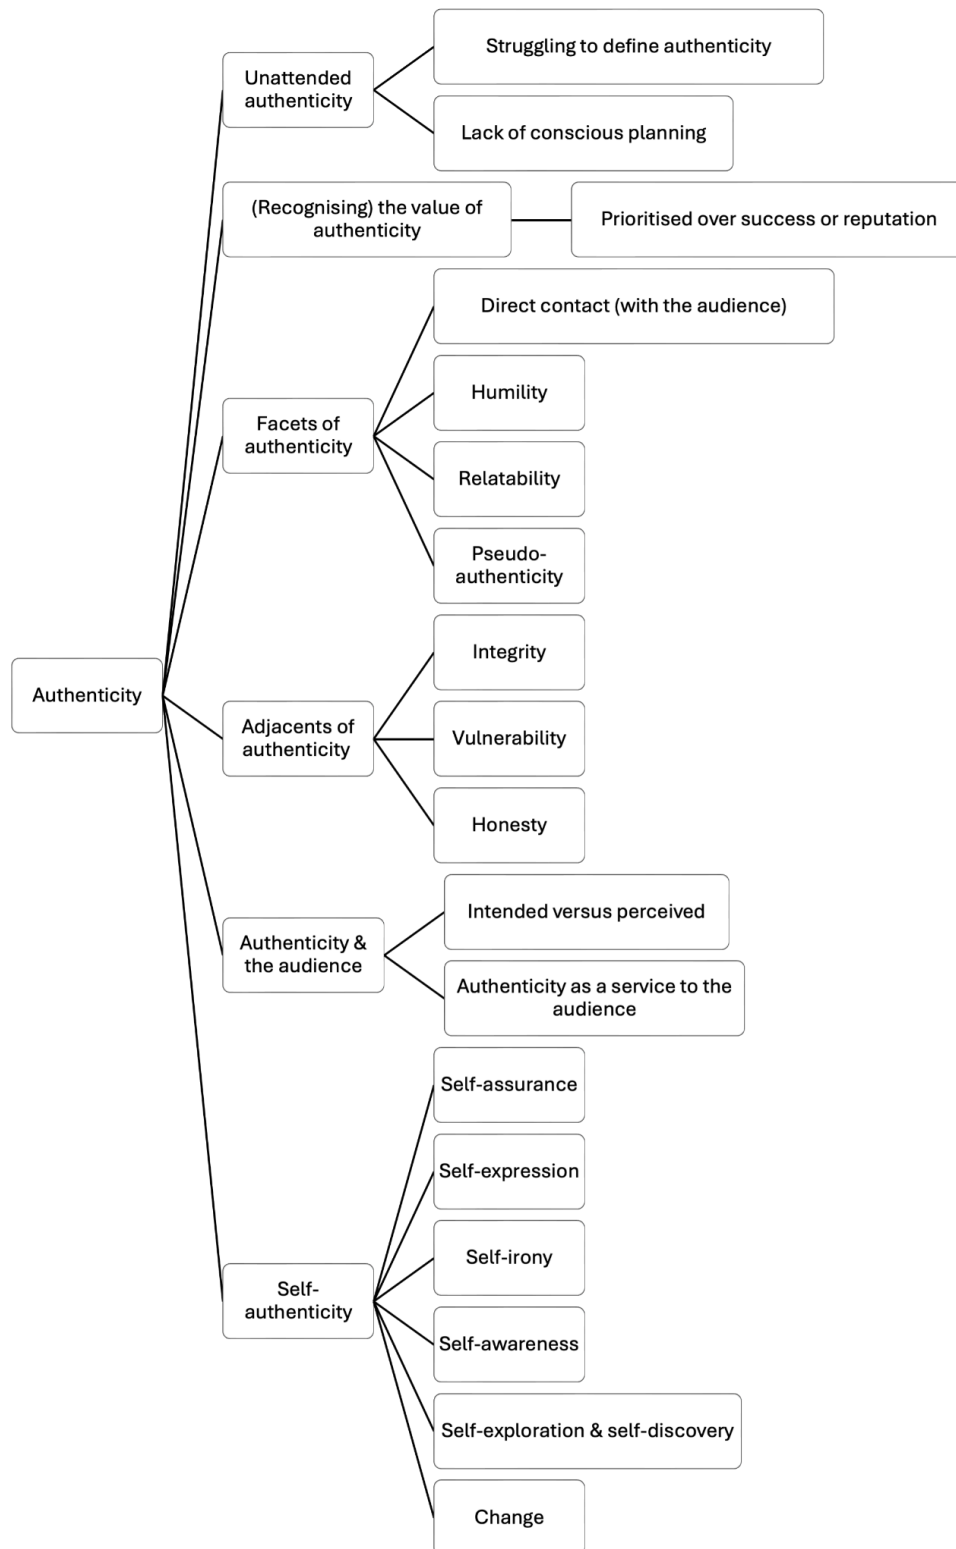 Struggling to define authenticity
Unattended
authenticity
Lack of conscious planning
(Recognising) the value of
authenticity
Prioritised over success or reputation
Direct contact (with the audience)
Humility
Facets of
authenticity
Relatability
Pseudo-
authenticity
Integrity
Authenticity
Adjacents of
authenticity
Vulnerability
Honesty
Intended versus perceived
Authenticity &
the audience
Authenticity as a service to the
audience
Self-assurance
Self-expression
Self-irony
Self-
authenticity
Self-awareness
Self-exploration & self-discovery
Change